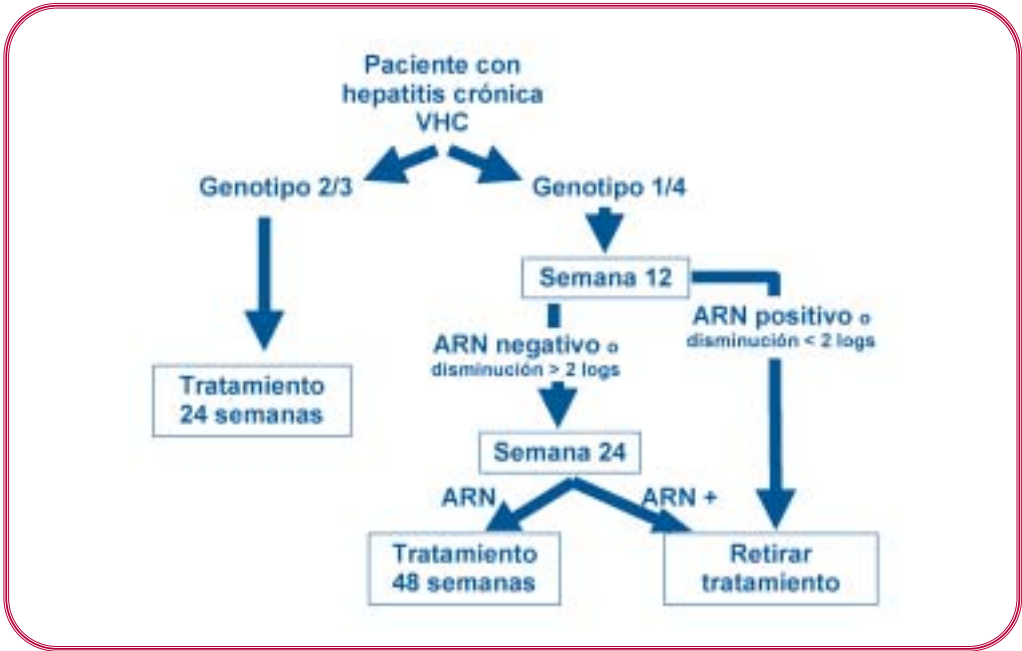 Paciente con
hepatitis crónica
VHC
Genotipo 2/3
Genotipo 1/4
Semana 12
ARN positivo o
disminución < 2 logs
ARN negativo o
disminución > 2 logs
Tratamiento
24 semanas
Semana 24
ARN
ARN +
Tratamiento
48 semanas
Retirar
tratamiento